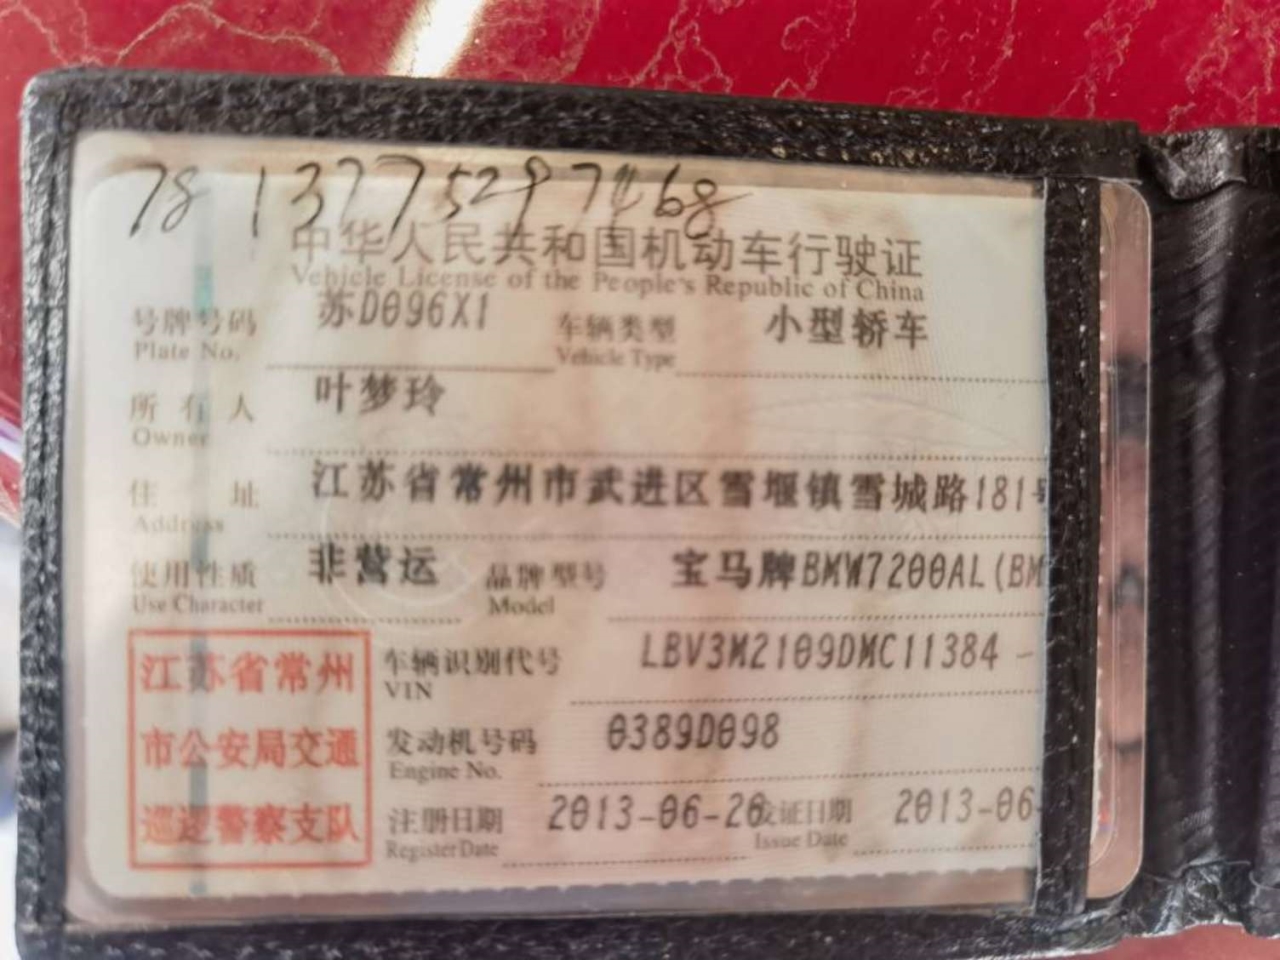 78 13775297468
中华人民共和国机动车行驶证
Vehicle License of the People's Republic of China
号牌号码 苏D096X1 车辆类型 小型轿车
Plate No. Vehicle Type
所有人 叶梦玲
Owner
住址 江苏省常州市武进区雪堰镇雪城路181号
Address
使用性质 非营运 品牌型号 宝马牌BMW7200AL(BM
Use Character Model
江苏省常州
市公安局交通
巡逻警察支队
车辆识别代号 LBV3M2109DMC11384
VIN
发动机号码 0389D098
Engine No.
注册日期 2013-06-20 发证日期 2013-06-
Register Date Issue Date